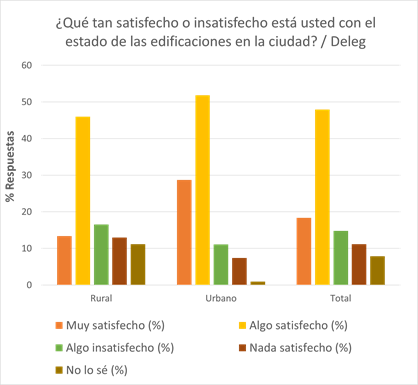 ¿Qué tan satisfecho o insatisfecho está usted con el
estado de las edificaciones en la ciudad? / Deleg
% Respuestas
60
50
40
30
20
10
0
Rural Urbano Total
Muy satisfecho (%) Algo satisfecho (%)
Algo insatisfecho (%) Nada satisfecho (%)
No lo sé (%)